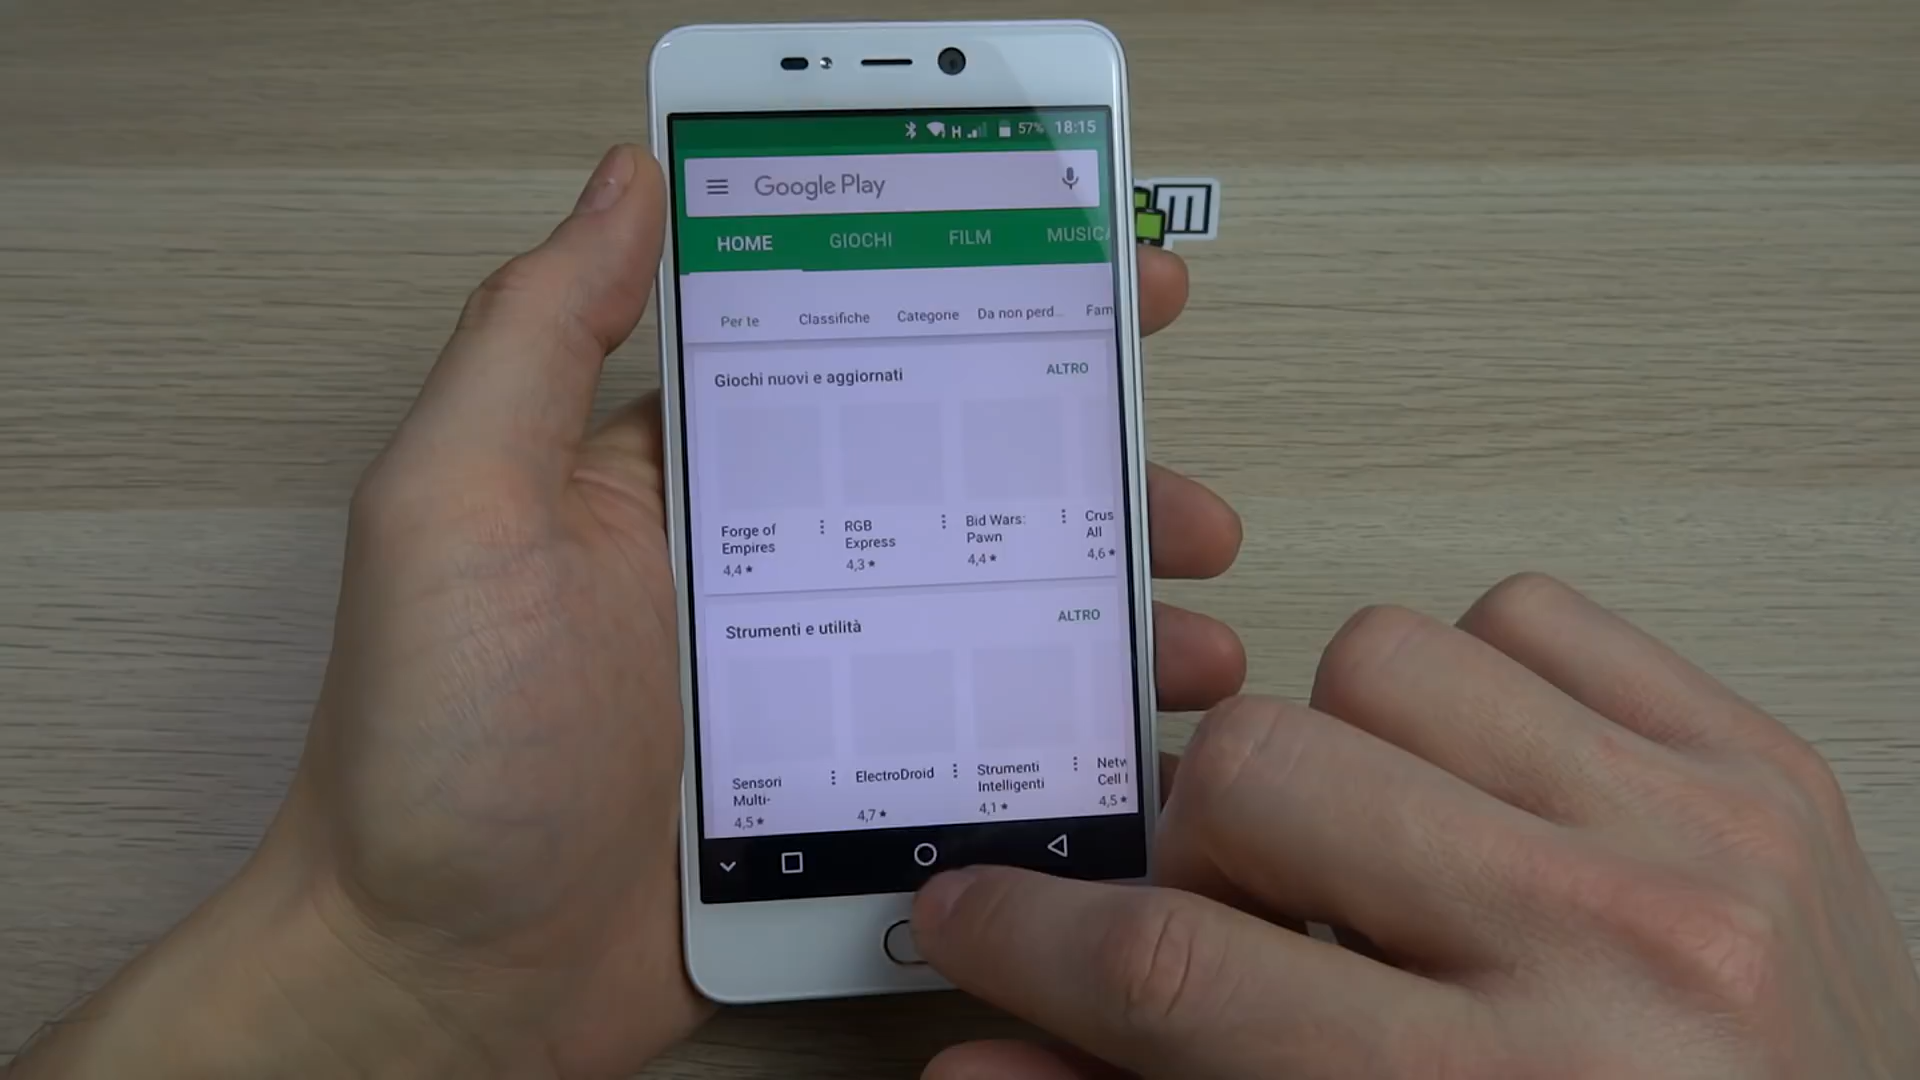 H 57% 18:15
Google Play
HOME GIOCHI FILM MUSICA
Per te Classifiche Categorie Da non perd... Fam
Giochi nuovi e aggiornati ALTRO
Forge of
Empires
4,4★
RGB
Express
4,3★
Bid Wars:
Pawn
4,4★
Crus
All
4,6★
Strumenti e utilità ALTRO
Sensori
Multi-
4,5★
ElectroDroid
4,7★
Strumenti
Intelligenti
4,1★
Netw
Cell
4,5★
m